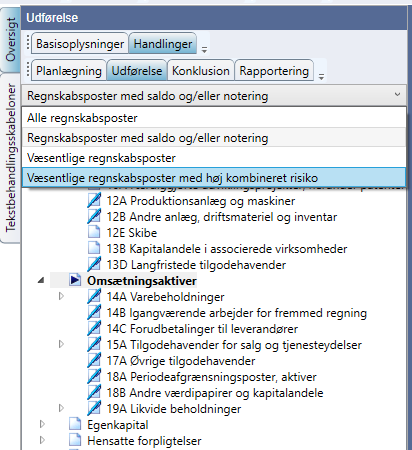 Udførelse
Oversigt
Tekstbehandlingsskabeloner
Basisoplysninger Handlinger
Planlægning Udførelse Konklusion Rapportering
Regnskabsposter med saldo og/eller notering
Alle regnskabsposter
Regnskabsposter med saldo og/eller notering
Væsentlige regnskabsposter
Væsentlige regnskabsposter med høj kombineret risiko
12A Produktionsanlæg og maskiner
12B Andre anlæg, driftsmateriel og inventar
12E Skibe
13B Kapitalandele i associerede virksomheder
13D Langfristede tilgodehavender
Omsætningsaktiver
14A Varebeholdninger
14B Igangværende arbejder for fremmed regning
14C Forudbetalinger til leverandører
15A Tilgodehavender for salg og tjenesteydelser
17A Øvrige tilgodehavender
18A Periodeafgrænsningsposter, aktiver
18B Andre værdipapirer og kapitalandele
19A Likvide beholdninger
Egenkapital
Hensatte forpligtelser